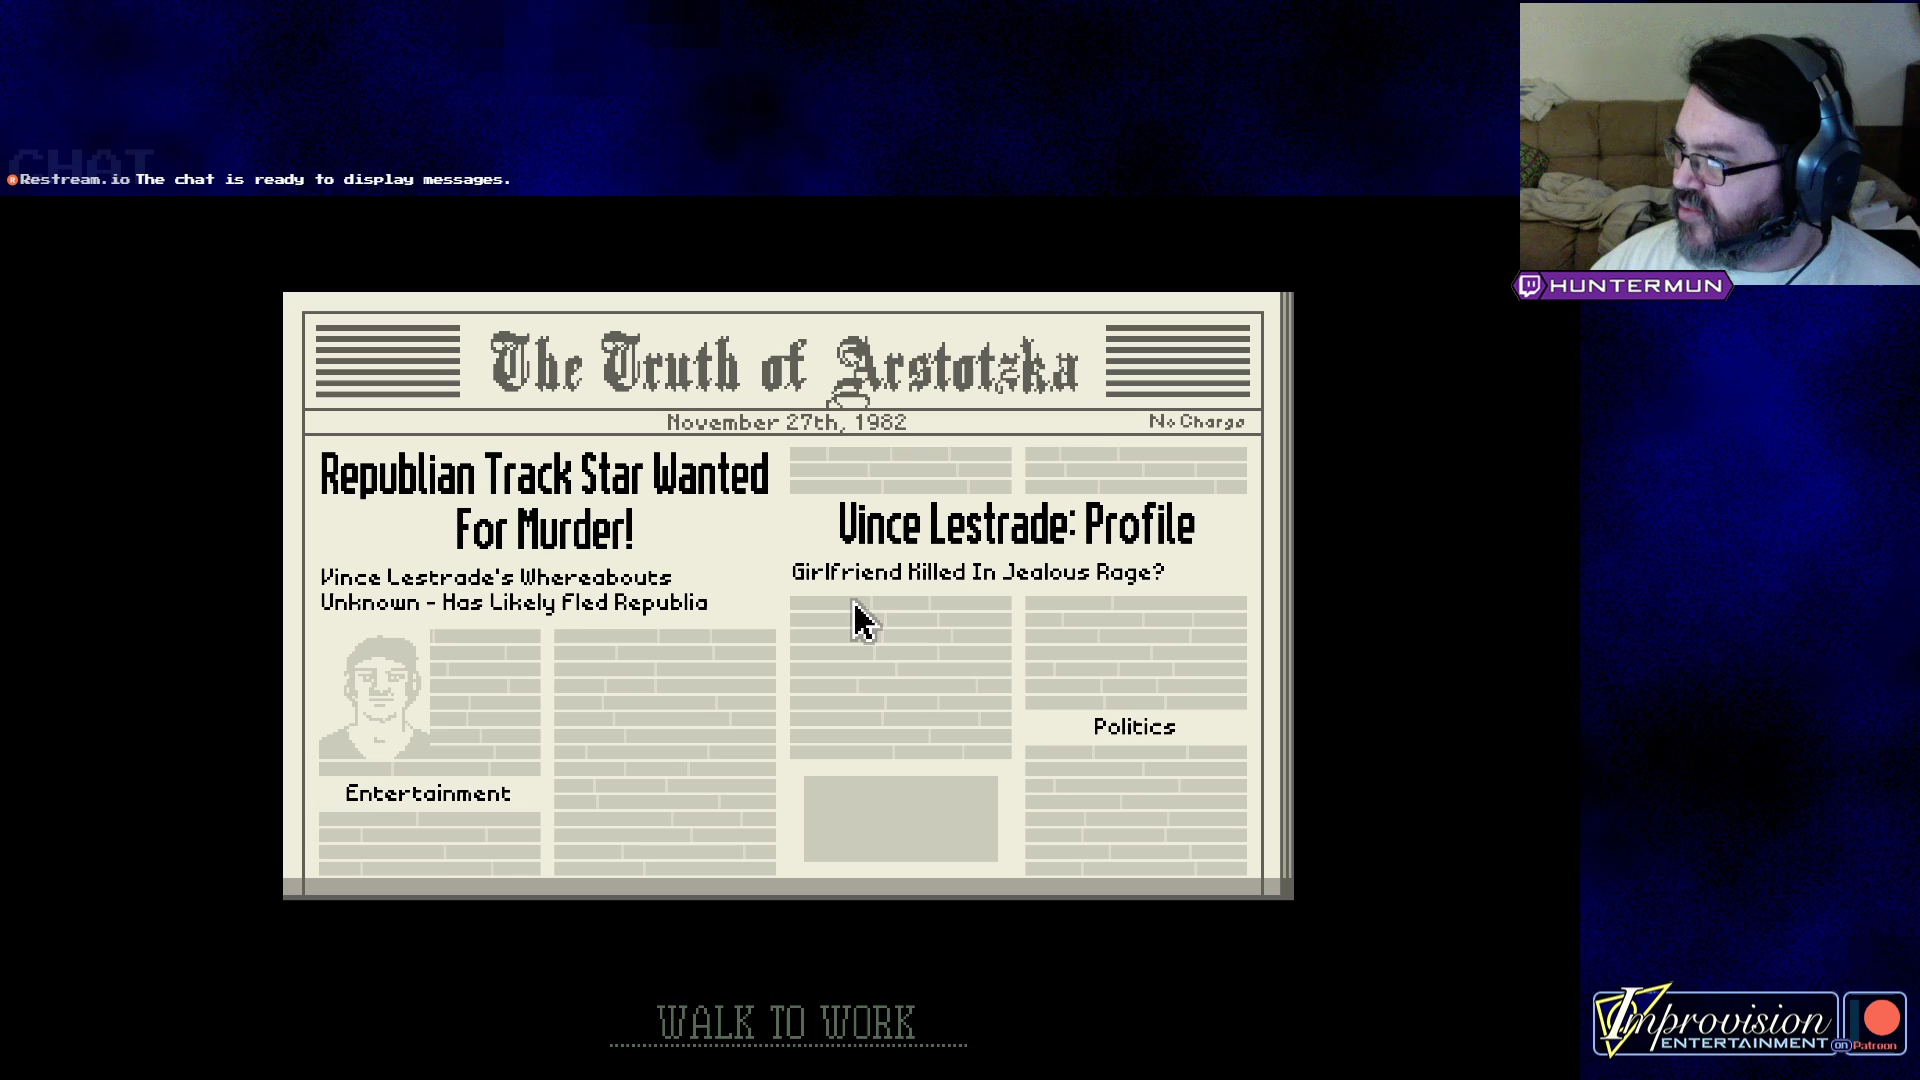 CHAT
Restream.io The chat is ready to display messages.
HUNTERMUN
The Truth of Arstotzka
November 27th, 1982
No Charge
Republian Track Star Wanted
For Murder!
Vince Lestrade's Whereabouts
Unknown - Has Likely Fled Republia
Entertainment
Vince Lestrade: Profile
Girlfriend Killed In Jealous Rage?
Politics
WALK TO WORK
Improvision
ENTERTAINMENT on Patreon